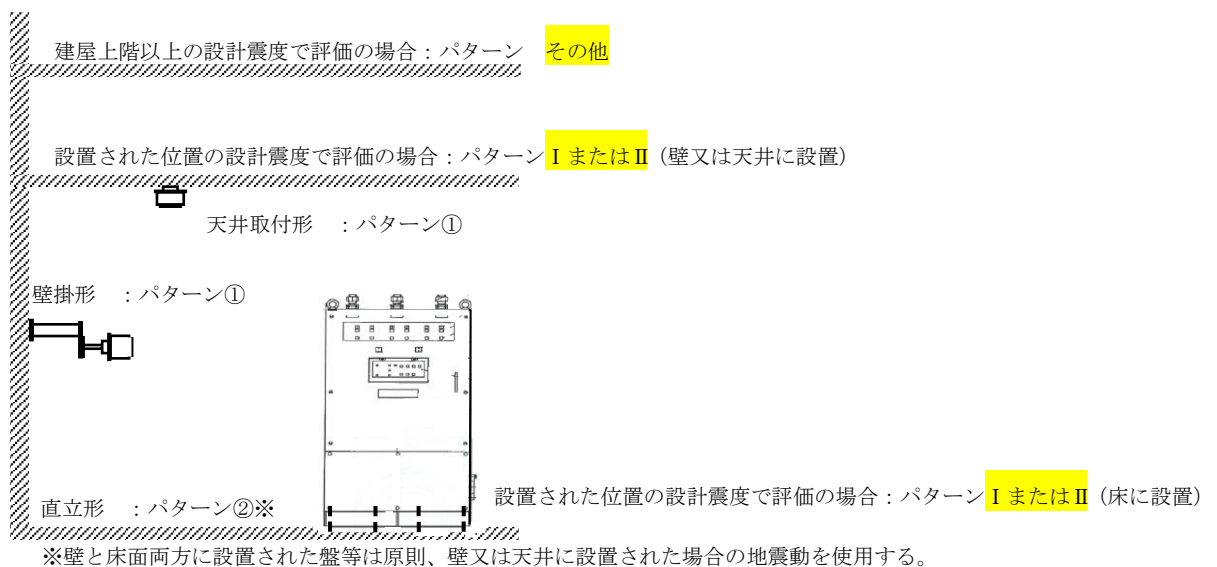 建屋上階以上の設計震度で評価の場合：パターン　その他
設置された位置の設計震度で評価の場合：パターンⅠまたはⅡ（壁又は天井に設置）
天井取付形　：パターン①
壁掛形　：パターン①
設置された位置の設計震度で評価の場合：パターンⅠまたはⅡ（床に設置）
直立形　：パターン②※
※壁と床面両方に設置された盤等は原則、壁又は天井に設置された場合の地震動を使用する。